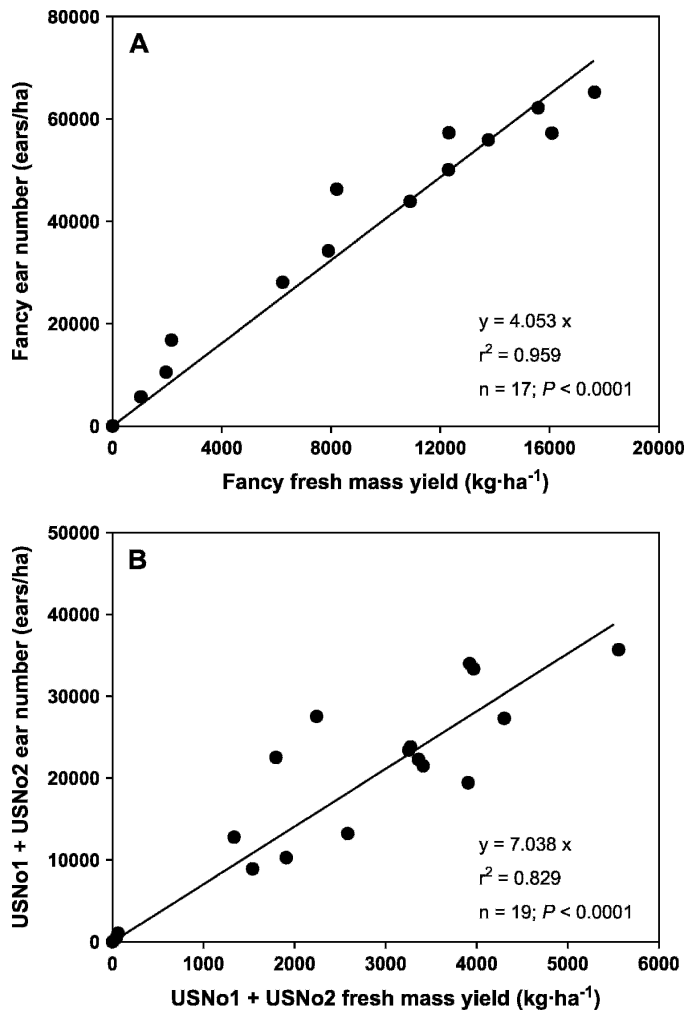 A
80000
60000
40000
20000
0
Fancy ear number (ears/ha)
y = 4.053 x
r² = 0.959
n = 17; P < 0.0001
0 4000 8000 12000 16000 20000
Fancy fresh mass yield (kg·ha⁻¹)
B
50000
40000
30000
20000
10000
0
USNo1 + USNo2 ear number (ears/ha)
y = 7.038 x
r² = 0.829
n = 19; P < 0.0001
0 1000 2000 3000 4000 5000 6000
USNo1 + USNo2 fresh mass yield (kg·ha⁻¹)